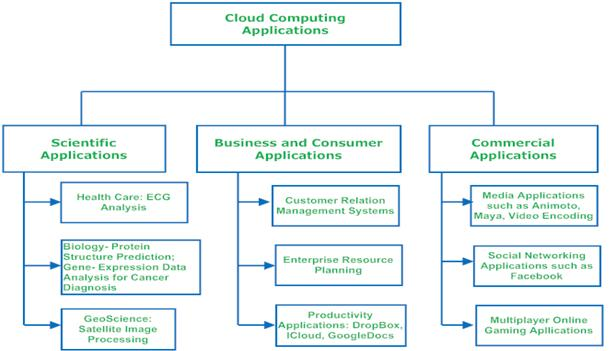 Cloud Computing
Applications
Scientific
Applications
Health Care: ECG
Analysis
Biology- Protein
Structure Prediction;
Gene- Expression Data
Analysis for Cancer
Diagnosis
GeoScience:
Satellite Image
Processing
Business and Consumer
Applications
Customer Relation
Management Systems
Enterprise Resource
Planning
Productivity
Applications: DropBox,
ICloud, GoogleDocs
Commercial
Applications
Media Applications
such as Animoto,
Maya, Video Encoding
Social Networking
Applications such as
Facebook
Multiplayer Online
Gaming Apllications